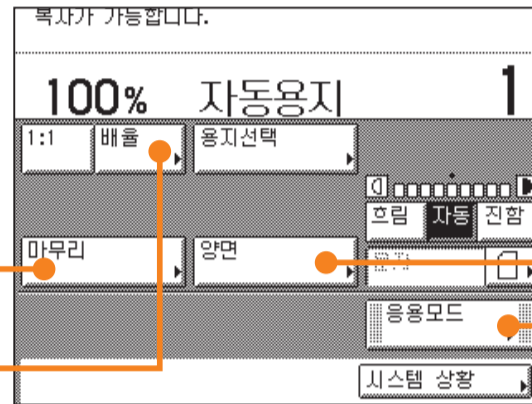 복사가 가능합니다.
100% 자동용지 1
1:1 배율 용지선택
흐림 자동 진함
마무리 양면
응용모드
시스템 상황